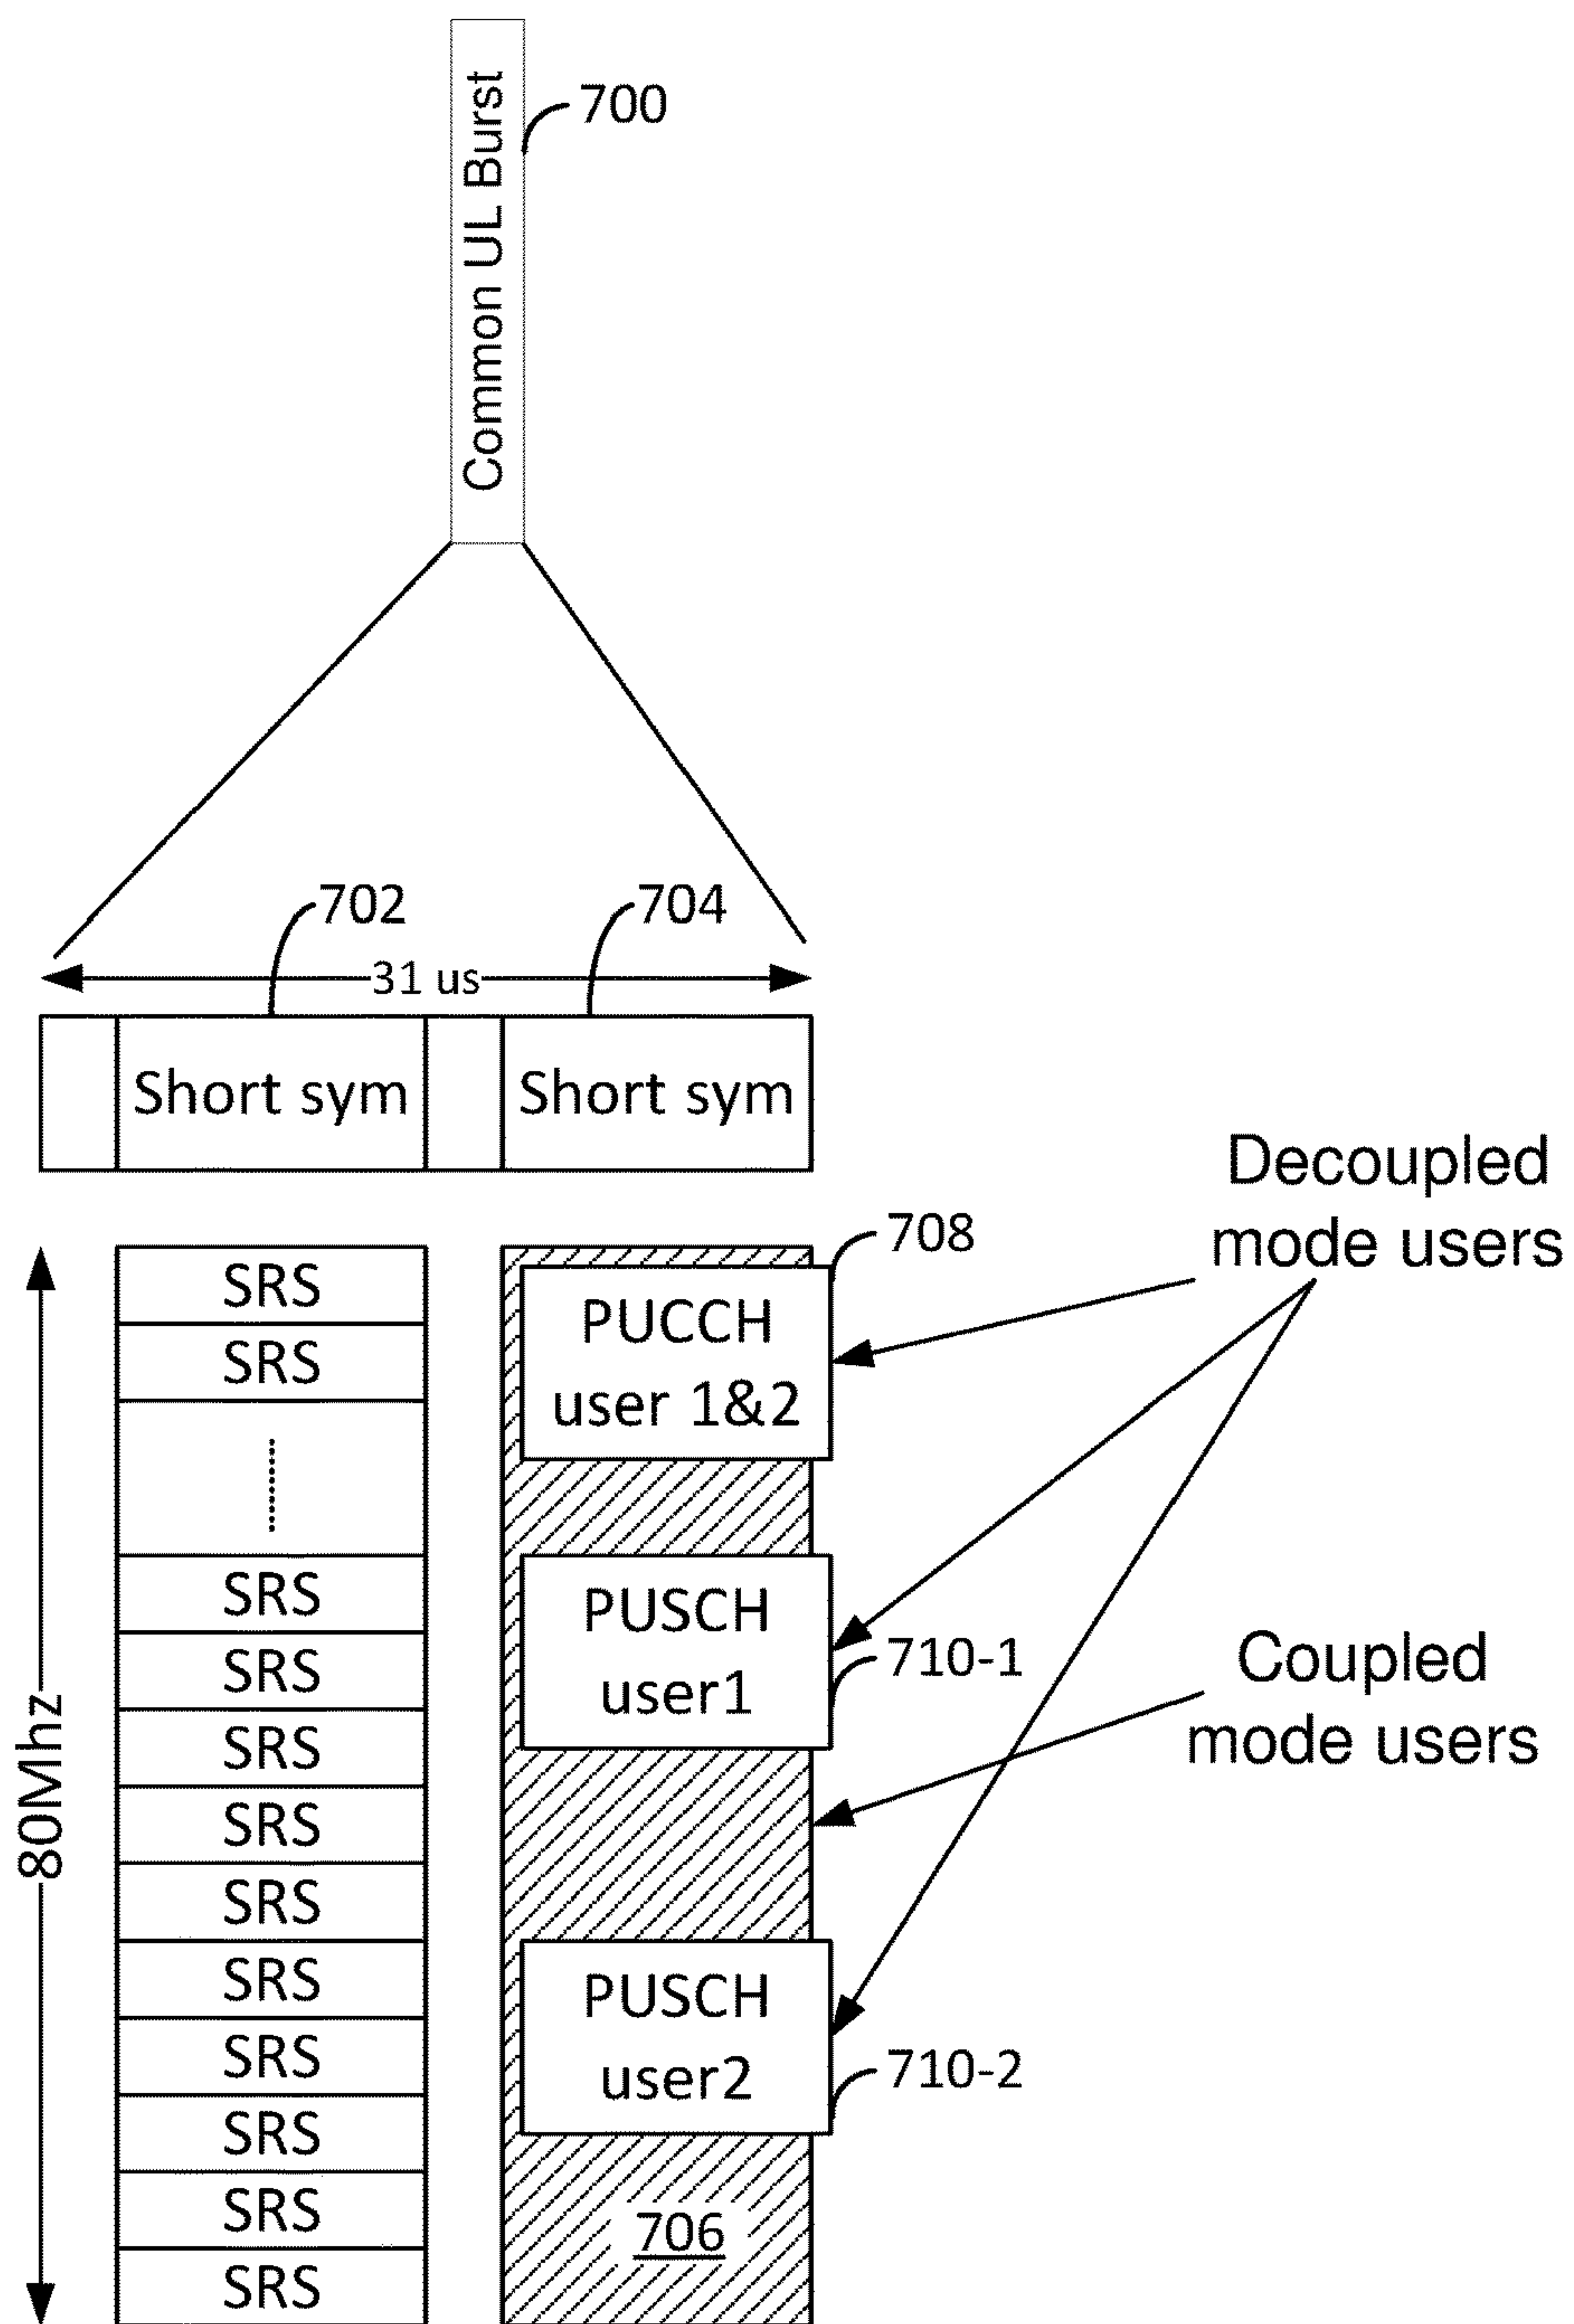 Common UL Burst
700
702
704
31 us
Short sym
Short sym
Decoupled
mode users
80Mhz
SRS
SRS
SRS
SRS
SRS
SRS
SRS
SRS
SRS
SRS
SRS
SRS
708
PUCCH
user 1&2
PUSCH
user1
710-1
Coupled
mode users
PUSCH
user2
710-2
706